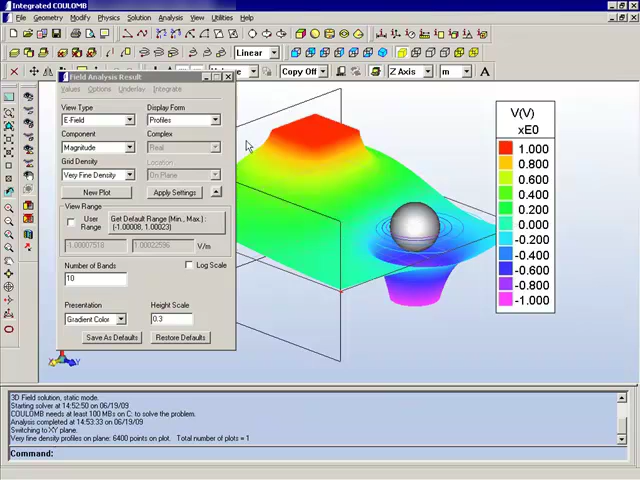 Integrated COULOMB
File Geometry Modify Physics Solution Analysis View Utilities Help
Linear
Copy Off Z Axis m
Field Analysis Result
Values Options Underlay Integrate
View Type Display Form
E-Field Profiles
Component Complex
Magnitude Real
Grid Density Location
Very Fine Density On Plane
New Plot Apply Settings
View Range
User Range
Get Default Range (Min., Max.) :
(-1.00008, 1.00023)
-1.00007518 1.00022596 V/m
Number of Bands Log Scale
10
Presentation Height Scale
Gradient Color 0.3
Save As Defaults Restore Defaults
V(V)
xE0
1.000
0.800
0.600
0.400
0.200
0.000
-0.200
-0.400
-0.600
-0.800
-1.000
3D Field solution, static mode.
Starting solver at 14:52:50 on 06/19/09
COULOMB needs at least 100 MBs on C: to solve the problem.
Analysis completed at 14:53:33 on 06/19/09
Switching to XY plane.
Very fine density profiles on plane: 6400 points on plot. Total number of plots = 1
Command: